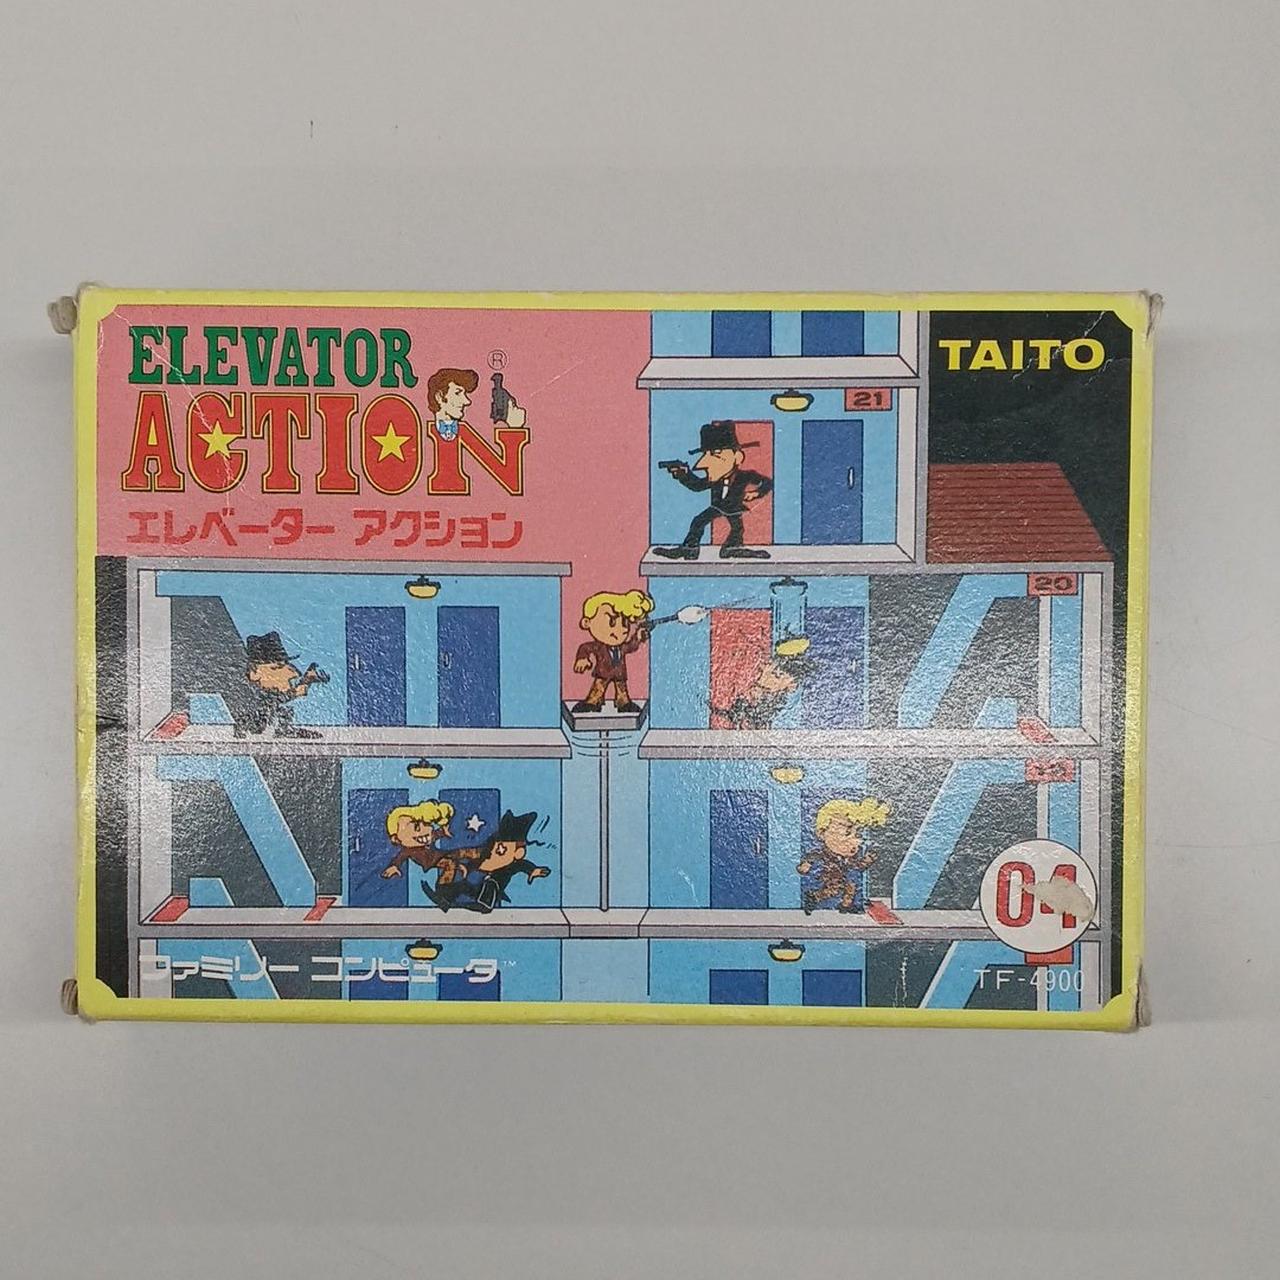 ELEVATOR
ACTION
®
エレベーター アクション
TAITO
21
20
19
04
ファミリー コンピュータ™
TF-4900